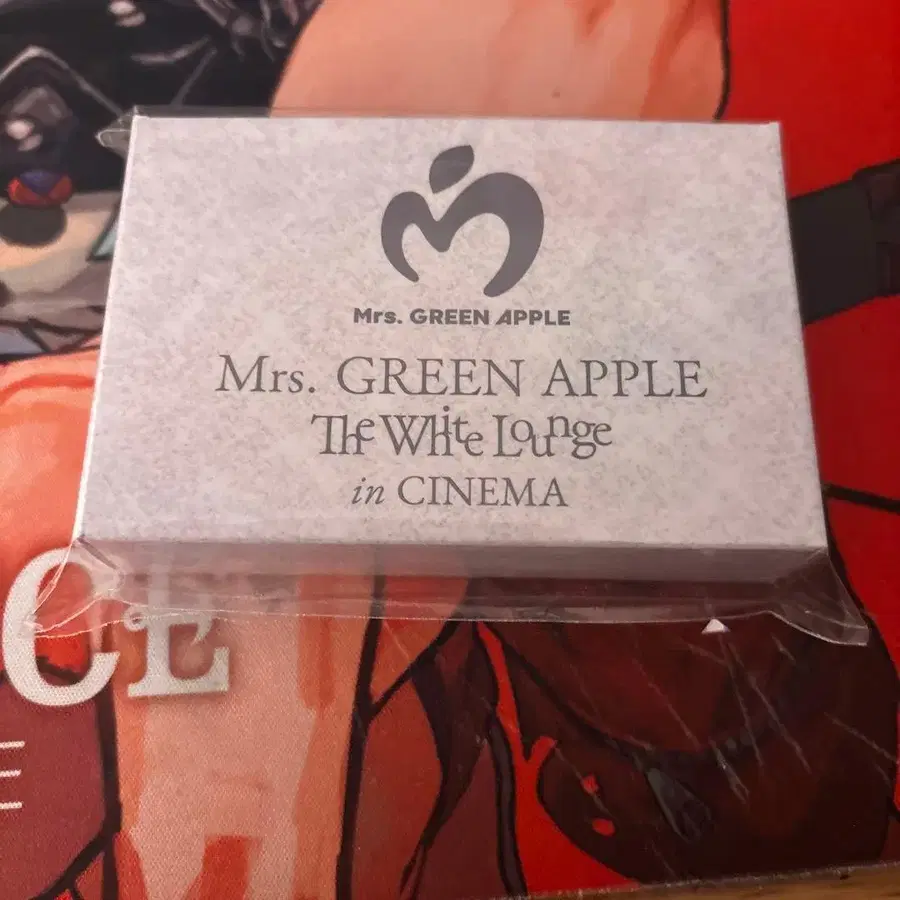 Mrs. GREEN APPLE
Mrs. GREEN APPLE
The White Lounge
in CINEMA
CE